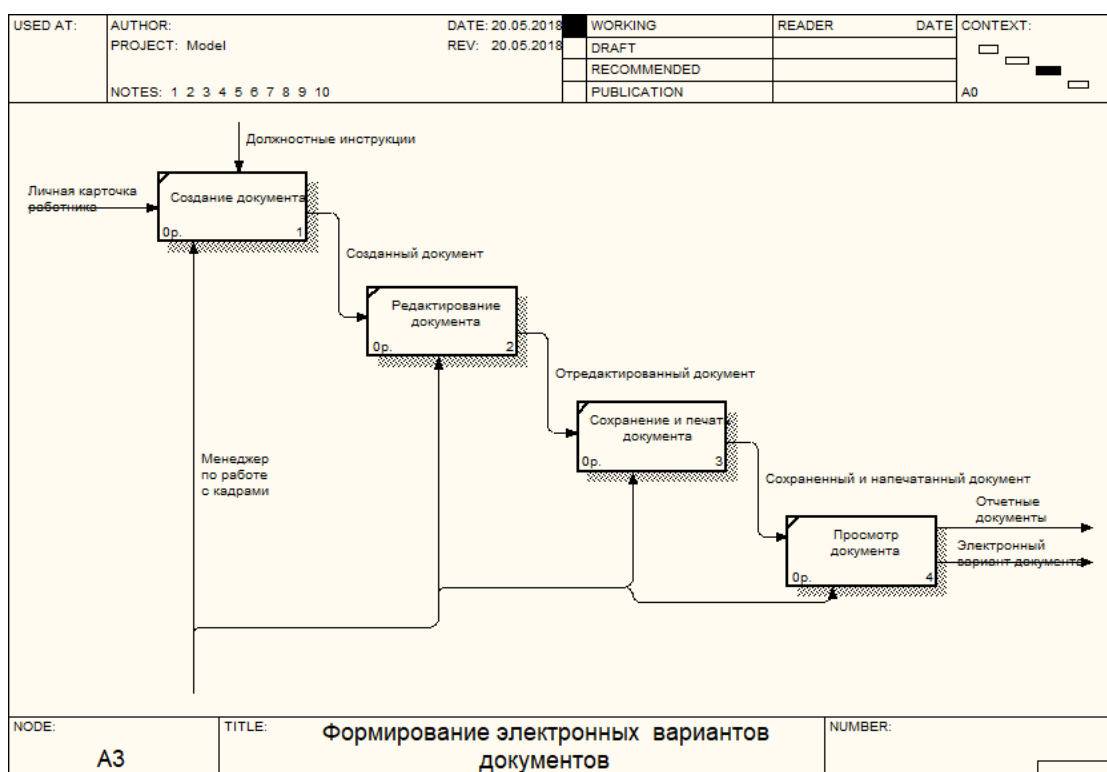 USED AT:
AUTHOR:
DATE: 20.05.2018
WORKING
READER
DATE
CONTEXT:
PROJECT: Model
REV: 20.05.2018
DRAFT
RECOMMENDED
NOTES: 1 2 3 4 5 6 7 8 9 10
PUBLICATION
A0
Должностные инструкции
Личная карточка
работника
Создание документа
0р.
1
Созданный документ
Редактирование
документа
0р.
2
Отредактированный документ
Сохранение и печать
документа
0р.
3
Менеджер
по работе
с кадрами
Сохраненный и напечатанный документ
Отчетные
документы
Просмотр
документа
0р.
4
Электронный
вариант документа
NODE:
A3
TITLE:
Формирование электронных вариантов
документов
NUMBER: